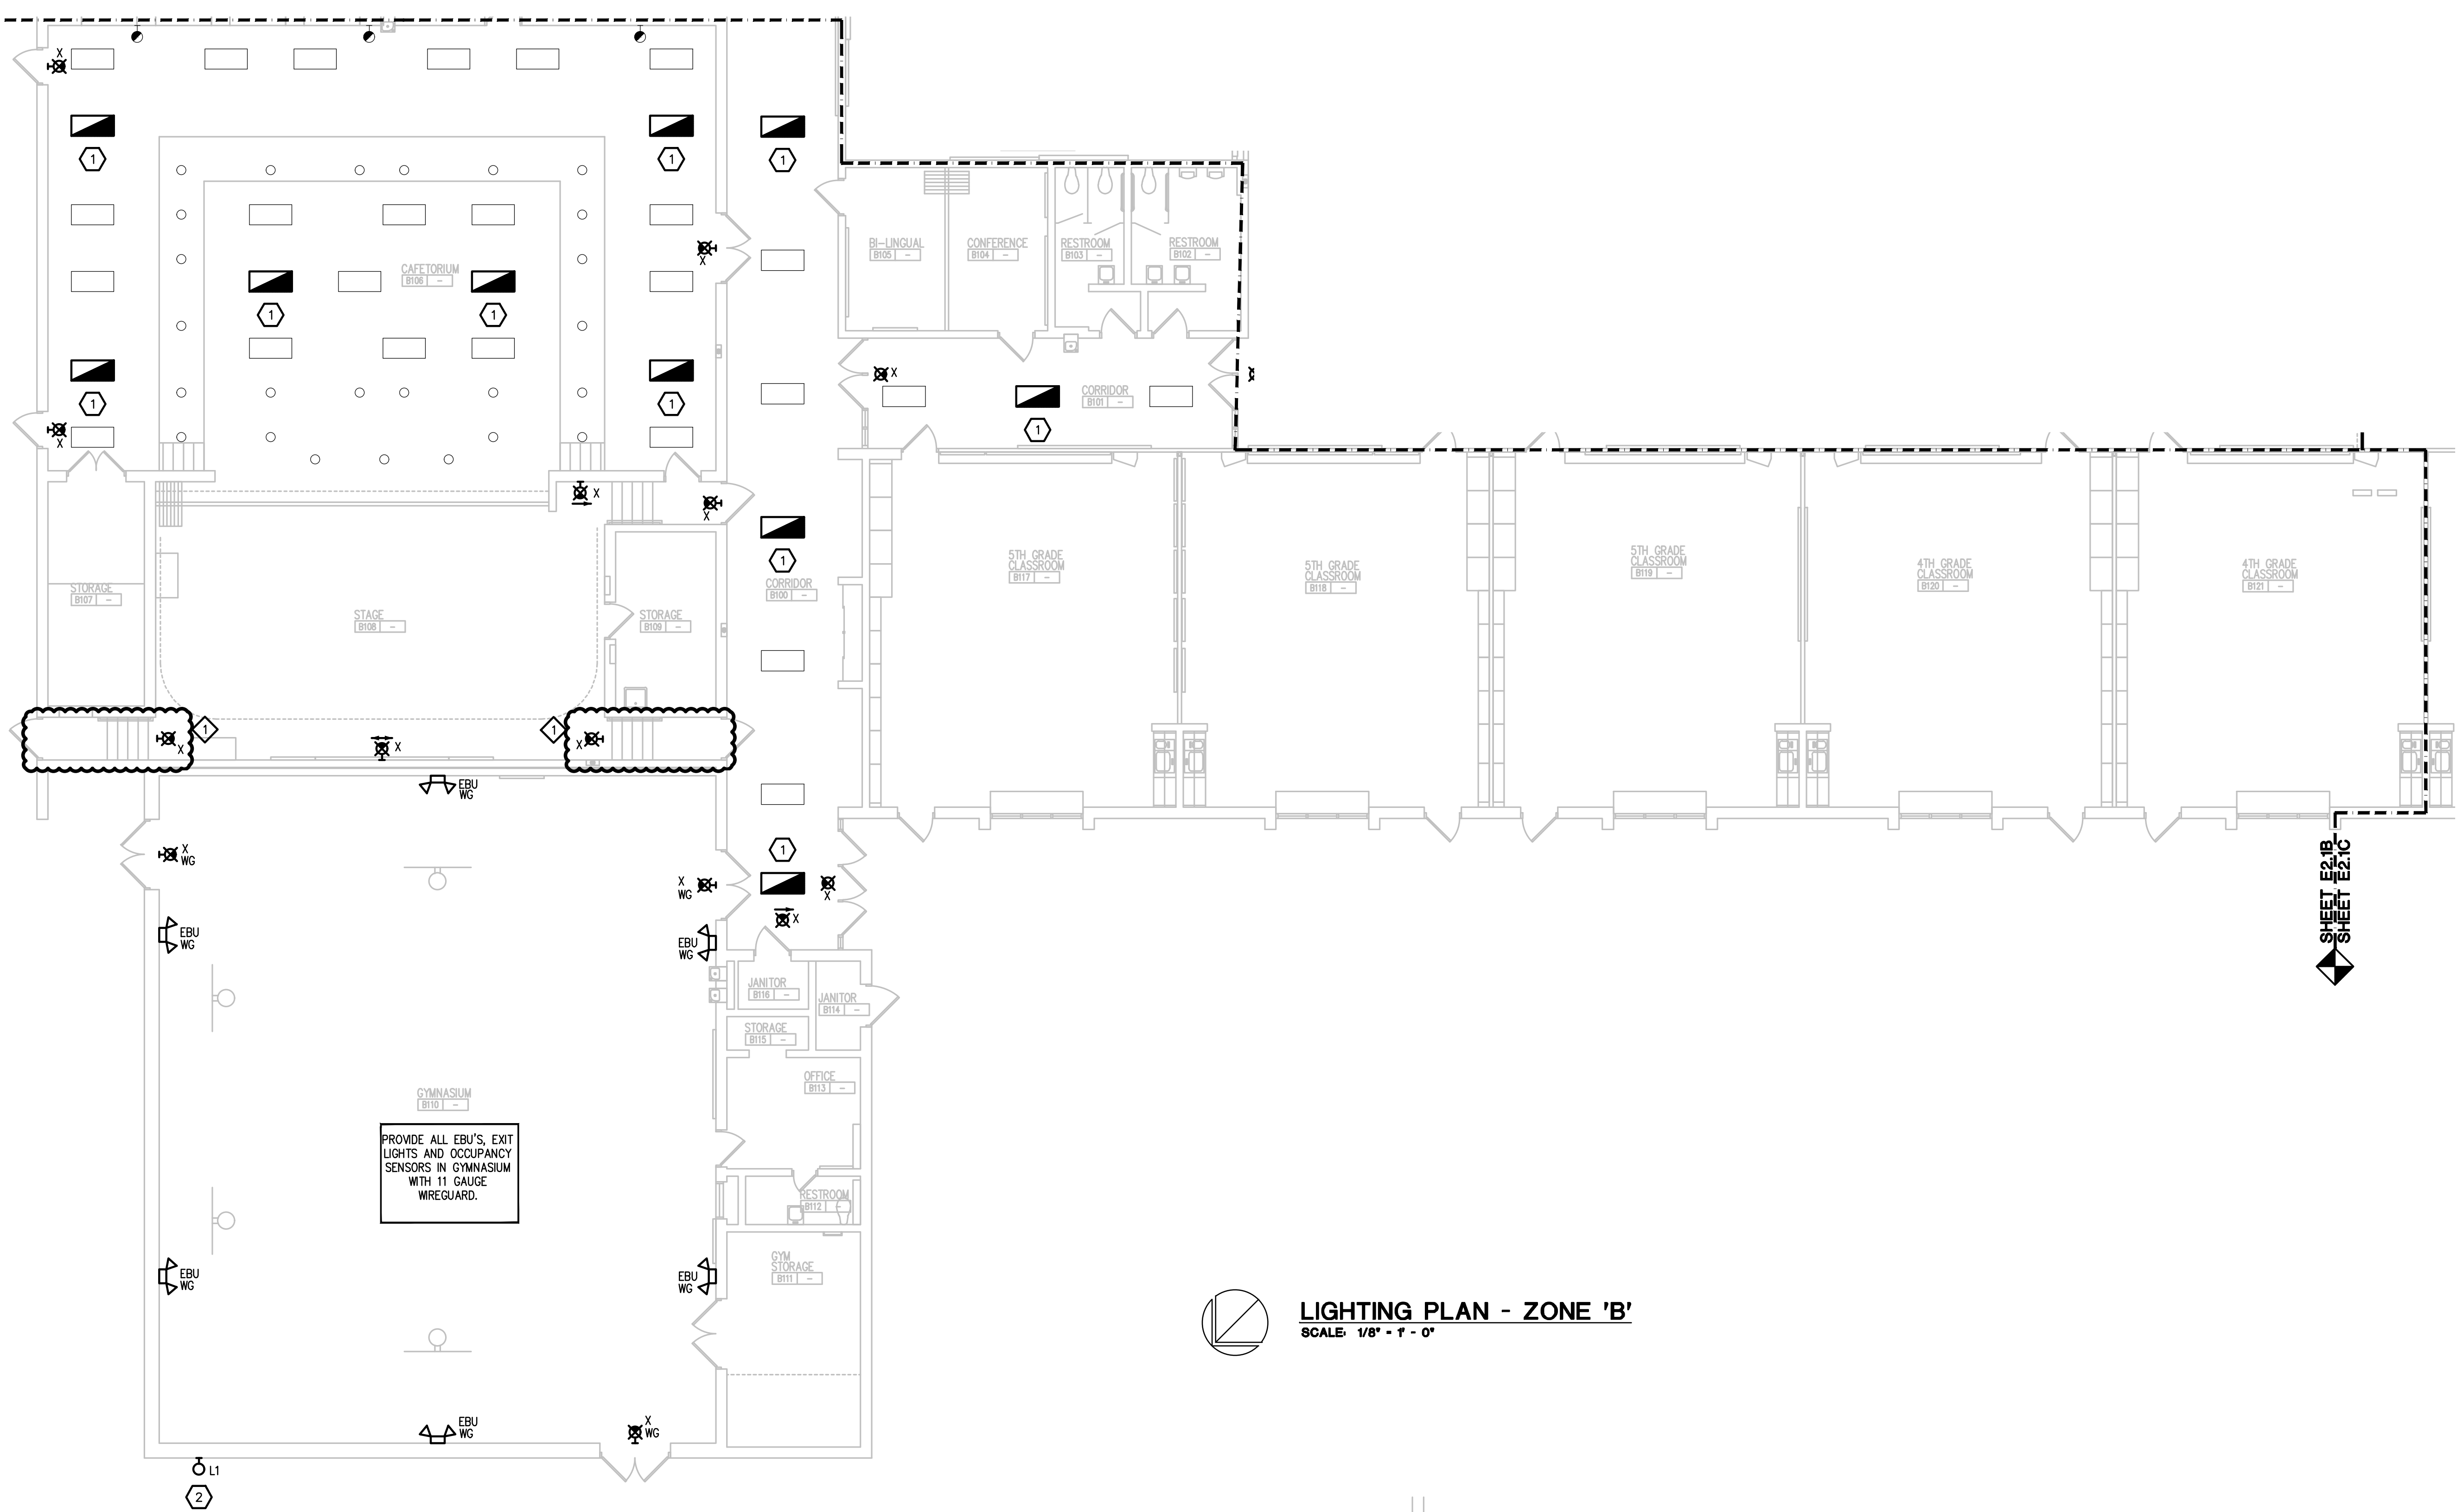 X
1
1
1
X
BI-LINGUAL
B105 -
CONFERENCE
B104 -
RESTROOM
B103 -
RESTROOM
B102 -
CAFETORIUM
B106 -
1
1
X
CORRIDOR
B101 -
1
1
1
X
X
X
1
CORRIDOR
B100 -
5TH GRADE
CLASSROOM
B117 -
5TH GRADE
CLASSROOM
B118 -
5TH GRADE
CLASSROOM
B119 -
4TH GRADE
CLASSROOM
B120 -
4TH GRADE
CLASSROOM
B121 -
STORAGE
B107 -
STAGE
B108 -
STORAGE
B109 -
1
X
X
1
X
EBU
WG
X
WG
1
X
WG
X
X
EBU
WG
EBU
WG
SHEET E2.1B
SHEET E2.1C
JANITOR
B116 -
JANITOR
B114 -
STORAGE
B115 -
OFFICE
B113 -
GYMNASIUM
B110 -
PROVIDE ALL EBU'S, EXIT
LIGHTS AND OCCUPANCY
SENSORS IN GYMNASIUM
WITH 11 GAUGE
WIREGUARD.
RESTROOM
B112 -
GYM
STORAGE
B111 -
EBU
WG
EBU
WG
LIGHTING PLAN - ZONE 'B'
SCALE: 1/8" = 1' - 0"
EBU
WG
X
WG
L1
2